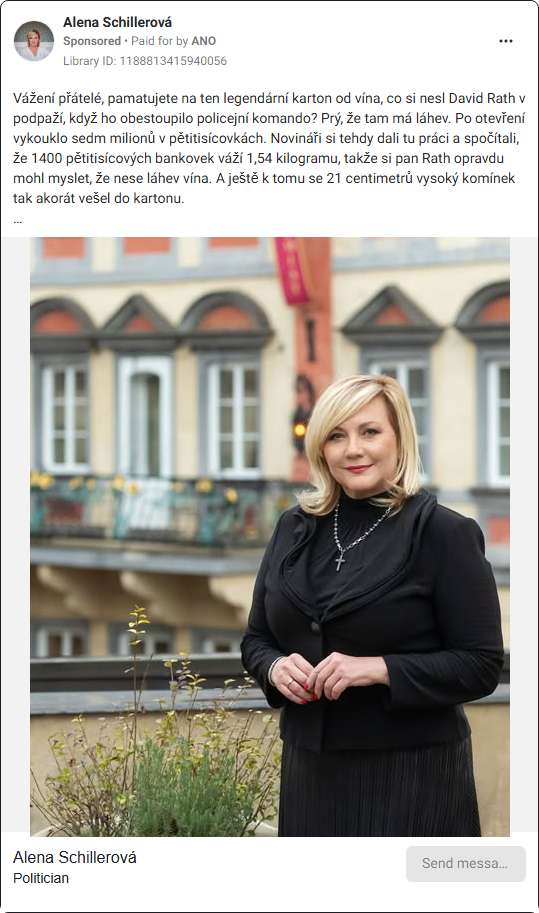 Alena Schillerová
Sponsored • Paid for by ANO
Library ID: 1188813415940056
Vážení přátelé, pamatujete na ten legendární karton od vína, co si nesl David Rath v
podpaží, když ho obestoupilo policejní komando? Prý, že tam má láhev. Po otevření
vykouklo sedm milionů v pětitisícovkách. Novináři si tehdy dali tu práci a spočítali,
že 1400 pětitisícových bankovek váží 1,54 kilogramu, takže si pan Rath opravdu
mohl myslet, že nese láhev vína. A ještě k tomu se 21 centimetrů vysoký komínek
tak akorát vešel do kartonu.
...
Alena Schillerová
Politician
Send messa...